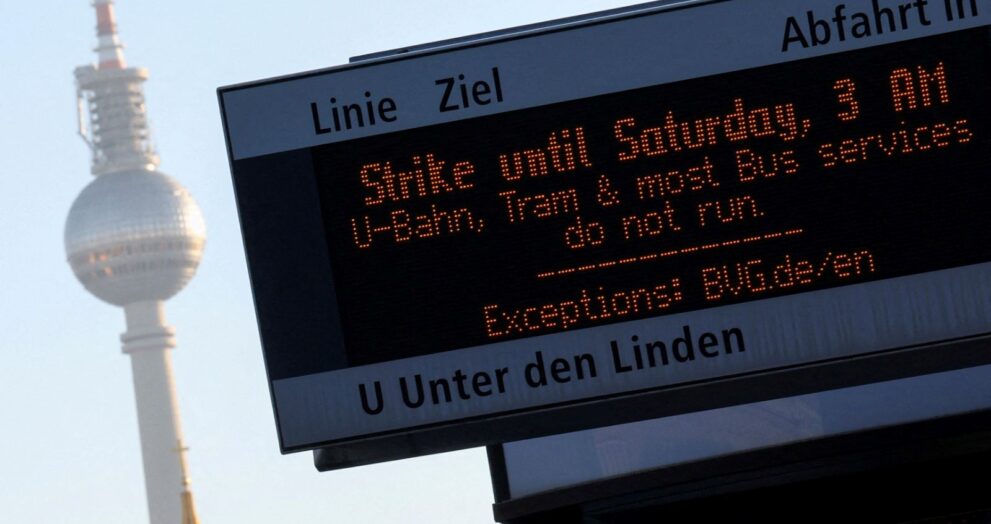 Linie Ziel Abfahrt in
Strike until Saturday, 3 AM
U-Bahn, Tram & most Bus services
do not run.
____________
Exceptions: BVG.de/en
U Unter den Linden